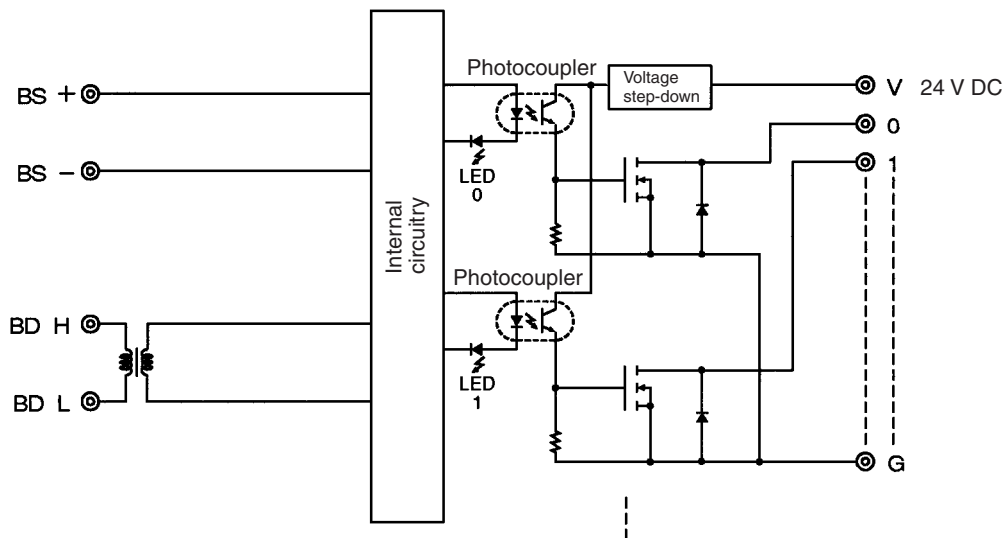 BS +
BS −
BD H
BD L
Internal
circuitry
Photocoupler
LED
0
Photocoupler
LED
1
Voltage
step-down
V 24 V DC
0
1
G